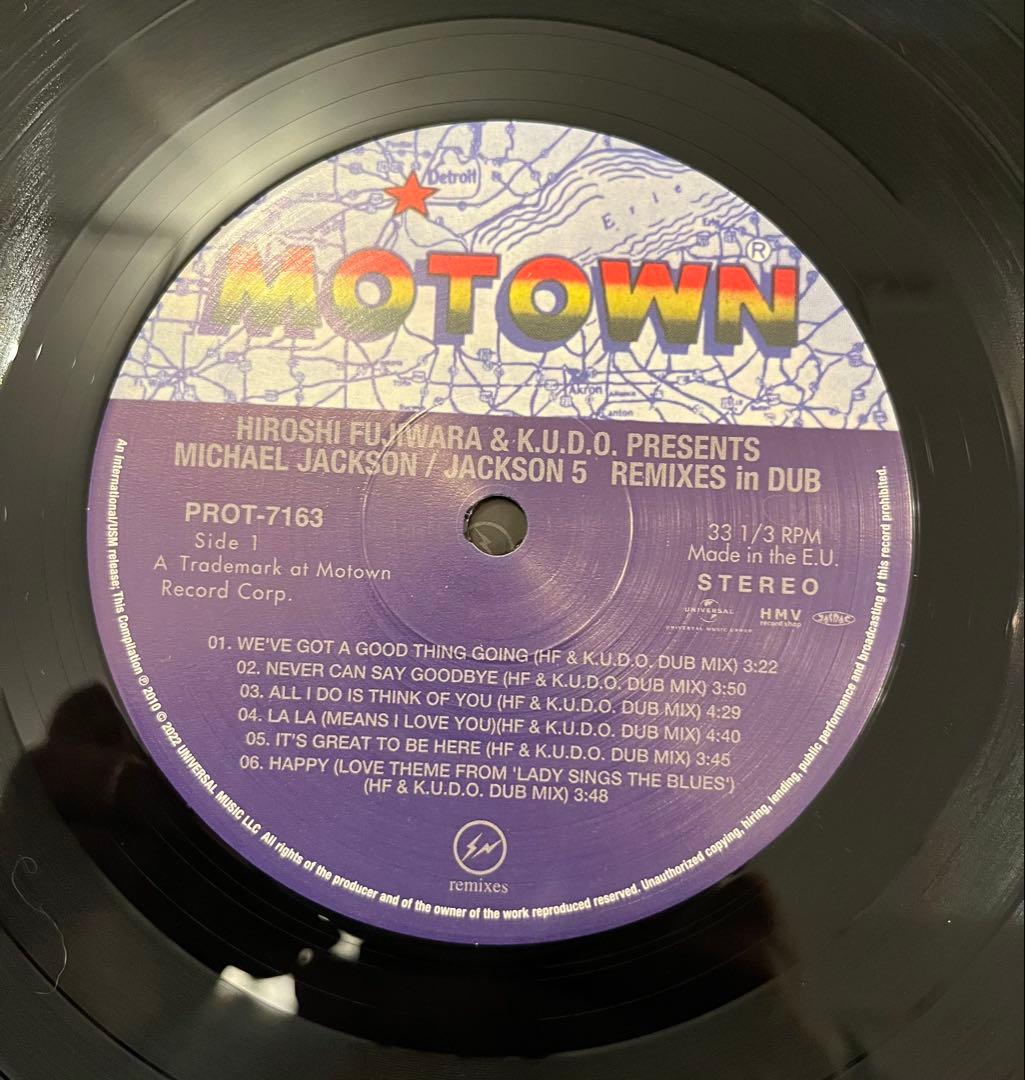 Detroit
Erie
MOTOWN
®
Akron
HIROSHI FUJIWARA & K.U.D.O. PRESENTS
MICHAEL JACKSON / JACKSON 5 REMIXES in DUB
PROT-7163
Side 1
A Trademark at Motown
Record Corp.
33 1/3 RPM
Made in the E.U.
STEREO
UNIVERSAL
UNIVERSAL MUSIC GROUP
HMV
record shop
01. WE'VE GOT A GOOD THING GOING (HF & K.U.D.O. DUB MIX) 3:22
02. NEVER CAN SAY GOODBYE (HF & K.U.D.O. DUB MIX) 3:50
03. ALL I DO IS THINK OF YOU (HF & K.U.D.O. DUB MIX) 4:29
04. LA LA (MEANS I LOVE YOU)(HF & K.U.D.O. DUB MIX) 4:40
05. IT'S GREAT TO BE HERE (HF & K.U.D.O. DUB MIX) 3:45
06. HAPPY (LOVE THEME FROM 'LADY SINGS THE BLUES')
(HF & K.U.D.O. DUB MIX) 3:48
remixes
An International/USM release; This Compilation ℗ 2010 © 2022 UNIVERSAL MUSIC LLC All rights of the producer and of the owner of the work reproduced reserved. Unauthorized copying, hiring, lending, public performance and broadcasting of this record prohibited.